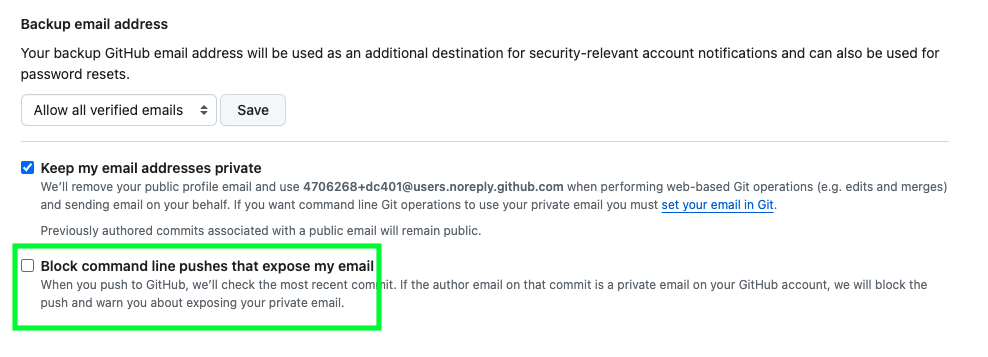 Backup email address
Your backup GitHub email address will be used as an additional destination for security-relevant account notifications and can also be used for
password resets.
Allow all verified emails Save
Keep my email addresses private
We'll remove your public profile email and use 4706268+dc401@users.noreply.github.com when performing web-based Git operations (e.g. edits and merges)
and sending email on your behalf. If you want command line Git operations to use your private email you must set your email in Git.
Previously authored commits associated with a public email will remain public.
Block command line pushes that expose my email
When you push to GitHub, we'll check the most recent commit. If the author email on that commit is a private email on your GitHub account, we will block the
push and warn you about exposing your private email.